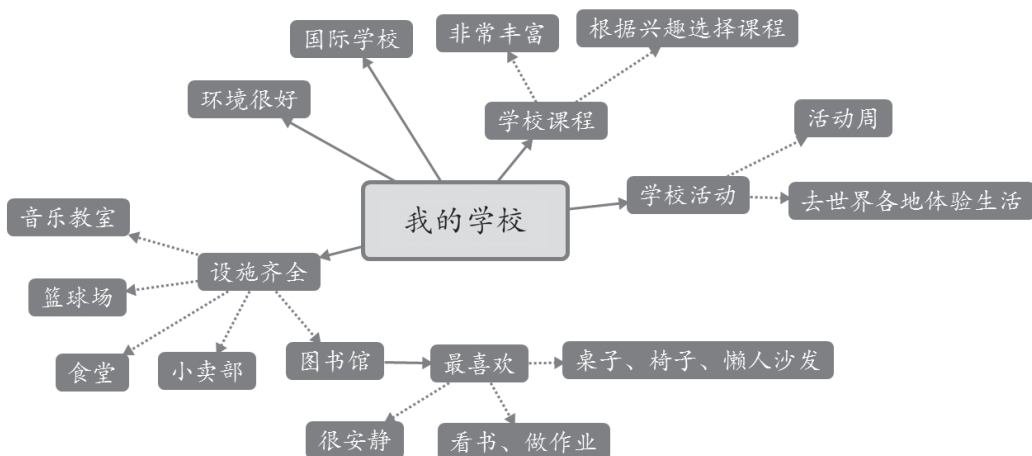 国际学校
非常丰富
根据兴趣选择课程
环境很好
学校课程
活动周
我的学校
学校活动
去世界各地体验生活
音乐教室
设施齐全
篮球场
食堂
小卖部
图书馆
最喜欢
桌子、椅子、懒人沙发
很安静
看书、做作业